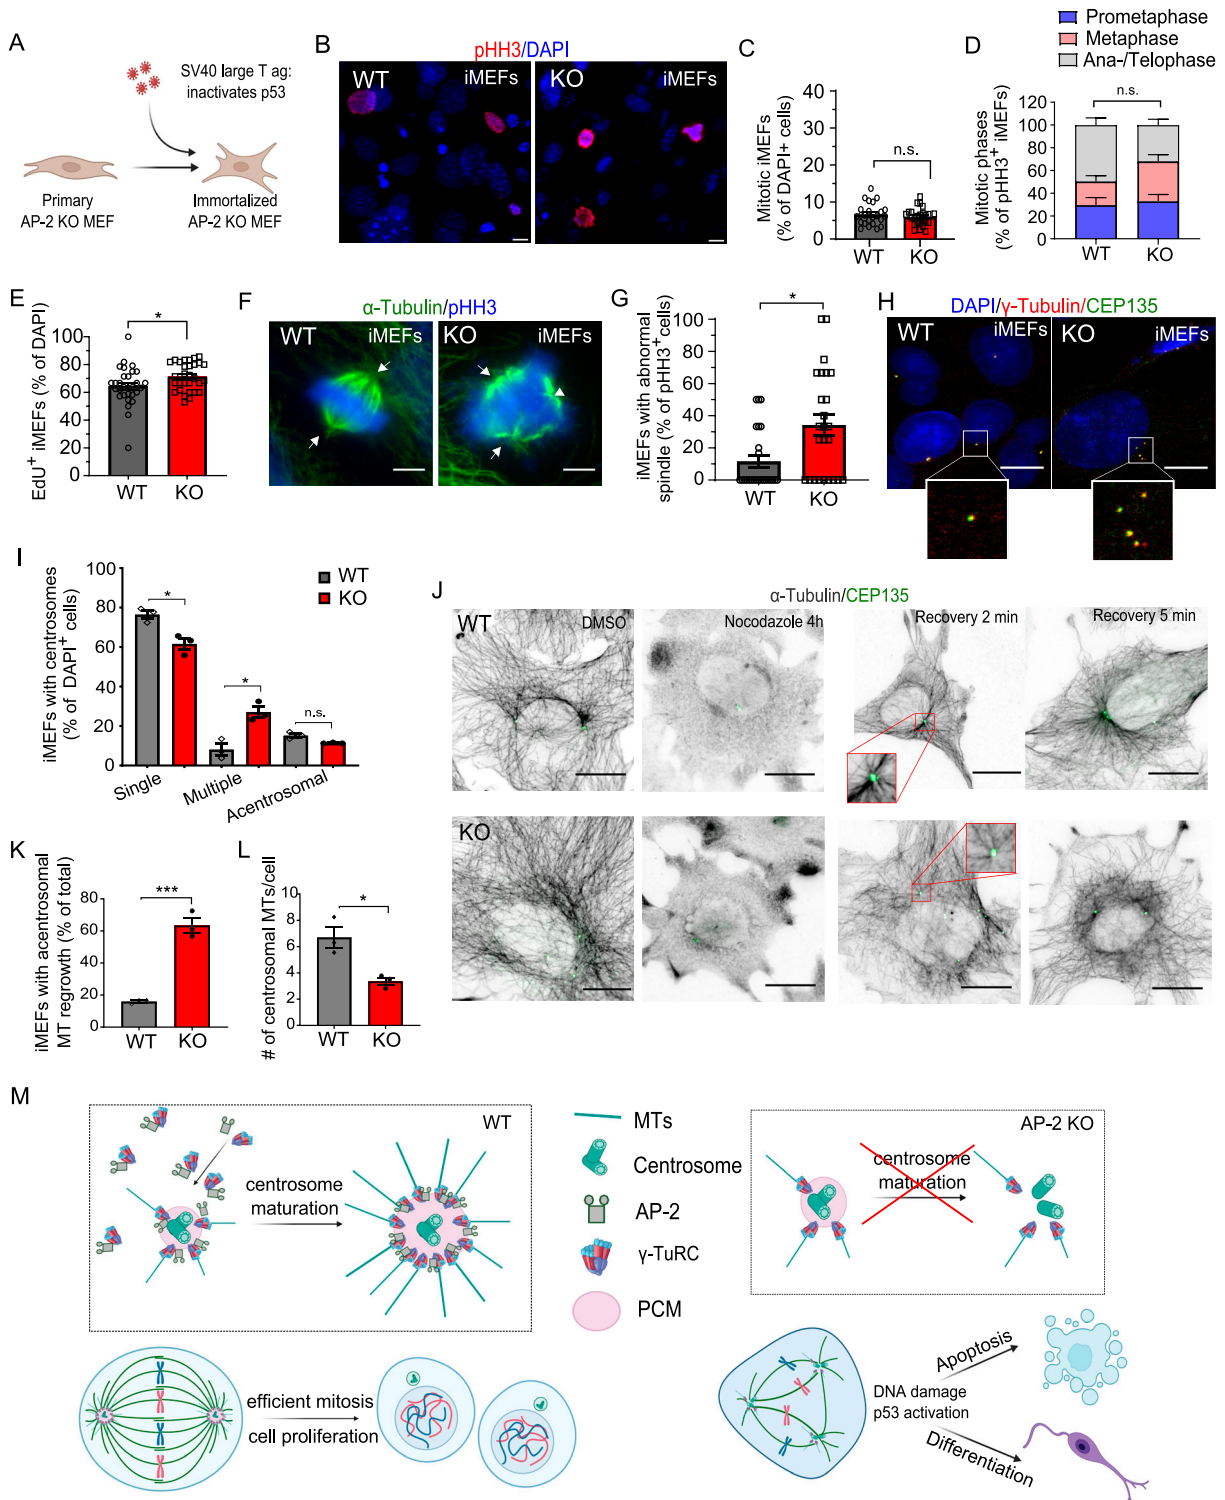 A
SV40 large T ag:
inactivates p53
Primary
AP-2 KO MEF
Immortalized
AP-2 KO MEF
B
pHH3/DAPI
WT
iMEFs
KO
iMEFs
C
Mitotic iMEFs
(% of DAPI+ cells)
40
30
20
10
0
n.s.
WT
KO
D
Prometaphase
Metaphase
Ana-/Telophase
Mitotic phases
(% of pHH3+ iMEFs)
120
100
80
60
40
20
0
n.s.
WT
KO
E
EdU+ iMEFs (% of DAPI)
100
80
60
40
20
0
*
WT
KO
F
α-Tubulin/pHH3
WT
iMEFs
KO
iMEFs
G
iMEFs with abnormal
spindle (% of pHH3+cells)
100
80
60
40
20
0
*
WT
KO
H
DAPI/γ-Tubulin/CEP135
WT
iMEFs
KO
iMEFs
I
iMEFs with centrosomes
(% of DAPI+ cells)
100
80
60
40
20
0
WT
KO
*
*
n.s.
Single
Multiple
Acentrosomal
J
α-Tubulin/CEP135
WT
DMSO
Nocodazole 4h
Recovery 2 min
Recovery 5 min
KO
K
iMEFs with acentrosomal
MT regrowth (% of total)
80
60
40
20
0
***
WT
KO
L
# of centrosomal MTs/cell
10
8
6
4
2
0
*
WT
KO
M
WT
centrosome
maturation
MTs
Centrosome
AP-2
γ-TuRC
PCM
AP-2 KO
centrosome
maturation
efficient mitosis
cell proliferation
DNA damage
p53 activation
Apoptosis
Differentiation